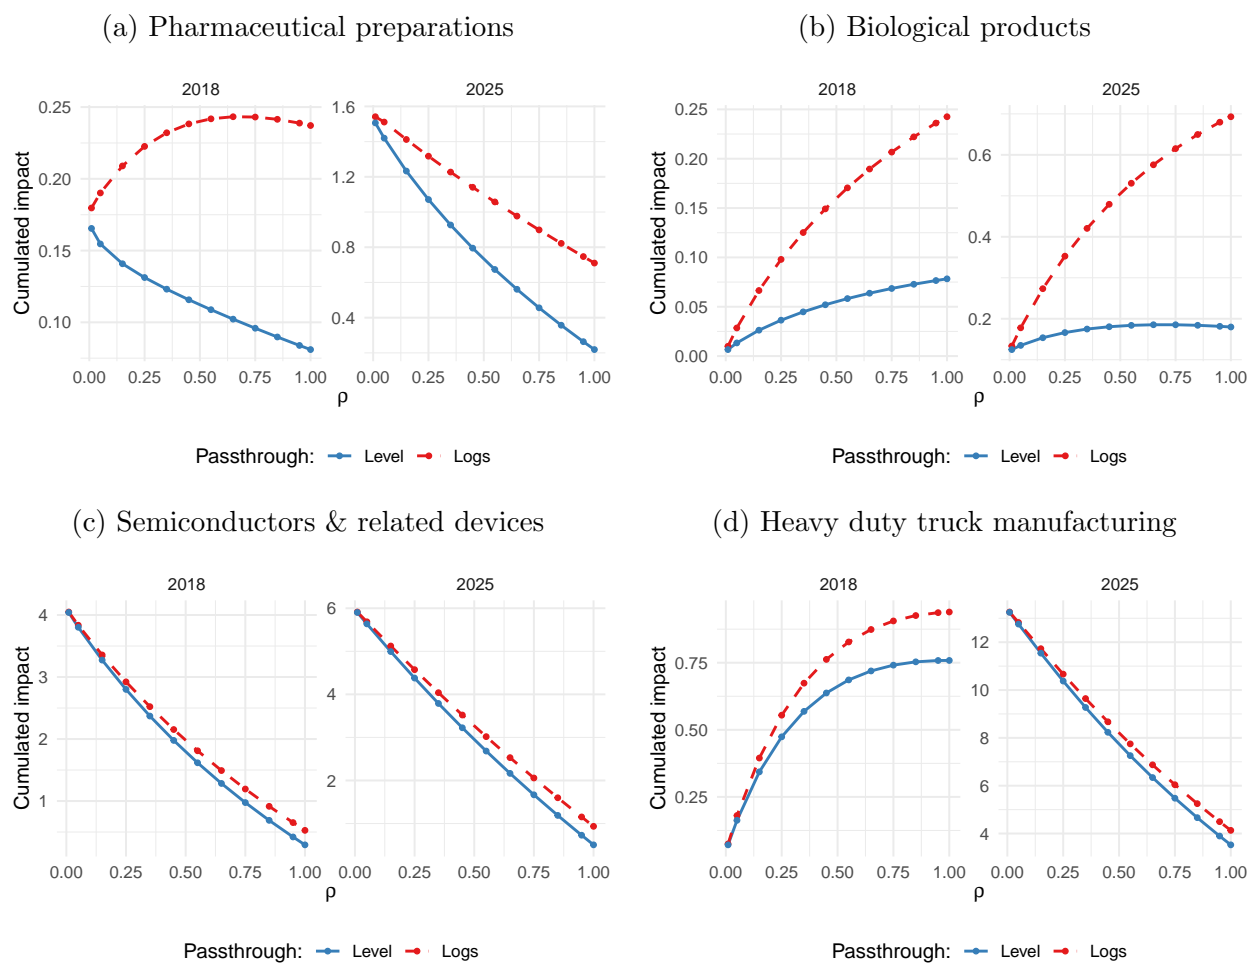 (a) Pharmaceutical preparations
2018
2025
Cumulated impact
0.25
0.20
0.15
0.10
1.6
1.2
0.8
0.4
0.00 0.25 0.50 0.75 1.00
0.00 0.25 0.50 0.75 1.00
ρ
Passthrough: Level Logs
(b) Biological products
2018
2025
Cumulated impact
0.25
0.20
0.15
0.10
0.05
0.00
0.6
0.4
0.2
0.00 0.25 0.50 0.75 1.00
0.00 0.25 0.50 0.75 1.00
ρ
Passthrough: Level Logs
(c) Semiconductors & related devices
2018
2025
Cumulated impact
4
3
2
1
6
4
2
0.00 0.25 0.50 0.75 1.00
0.00 0.25 0.50 0.75 1.00
ρ
Passthrough: Level Logs
(d) Heavy duty truck manufacturing
2018
2025
Cumulated impact
0.75
0.50
0.25
12
10
8
6
4
0.00 0.25 0.50 0.75 1.00
0.00 0.25 0.50 0.75 1.00
ρ
Passthrough: Level Logs